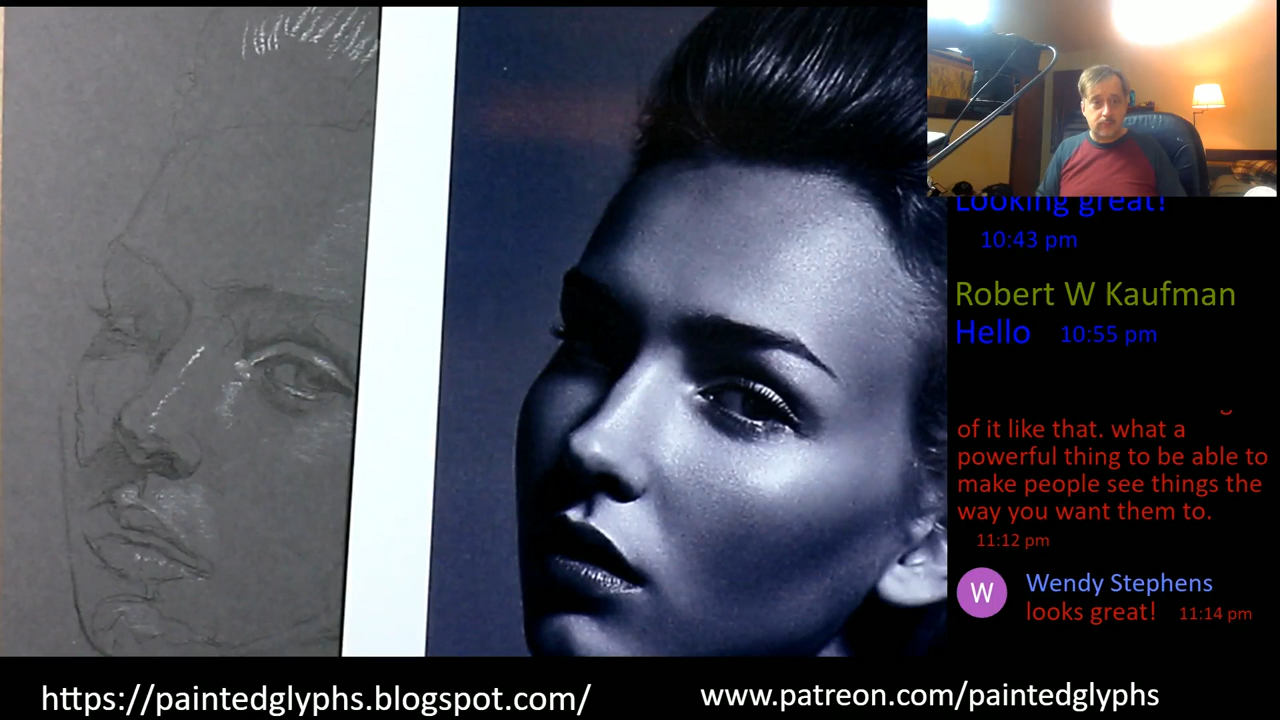 Looking great!
10:43 pm
Robert W Kaufman
Hello 10:55 pm
of it like that. what a
powerful thing to be able to
make people see things the
way you want them to.
11:12 pm
W Wendy Stephens
looks great! 11:14 pm
https://paintedglyphs.blogspot.com/ www.patreon.com/paintedglyphs